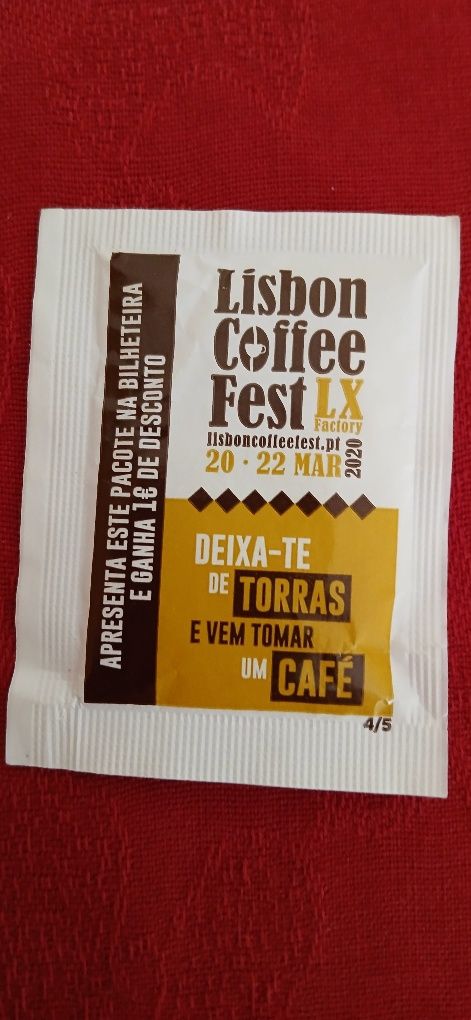 APRESENTA ESTE PACOTE NA BILHETEIRA
E GANHA 1€ DE DESCONTO
Lisbon
Coffee
Fest LX
Factory
lisboncoffeefest.pt
20 · 22 MAR 2020
DEIXA-TE
DE TORRAS
E VEM TOMAR
UM CAFÉ
4/5